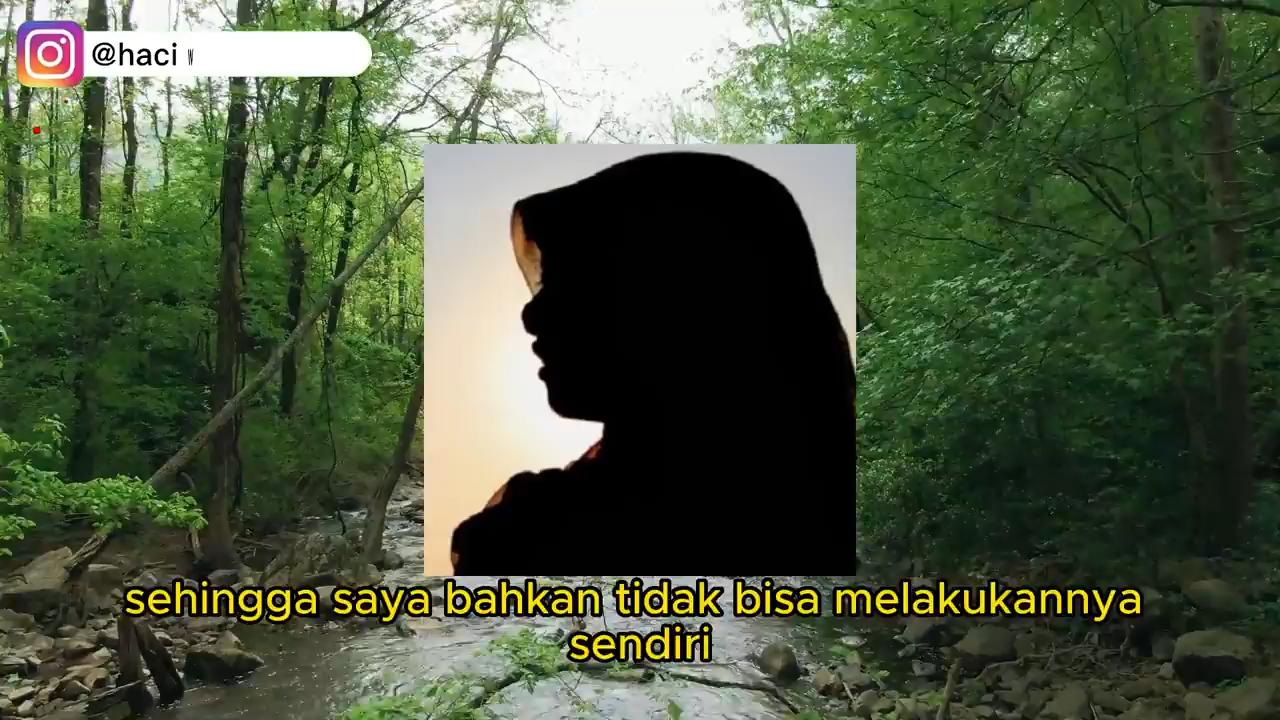 @haci
sehingga saya bahkan tidak bisa melakukannya
sendiri